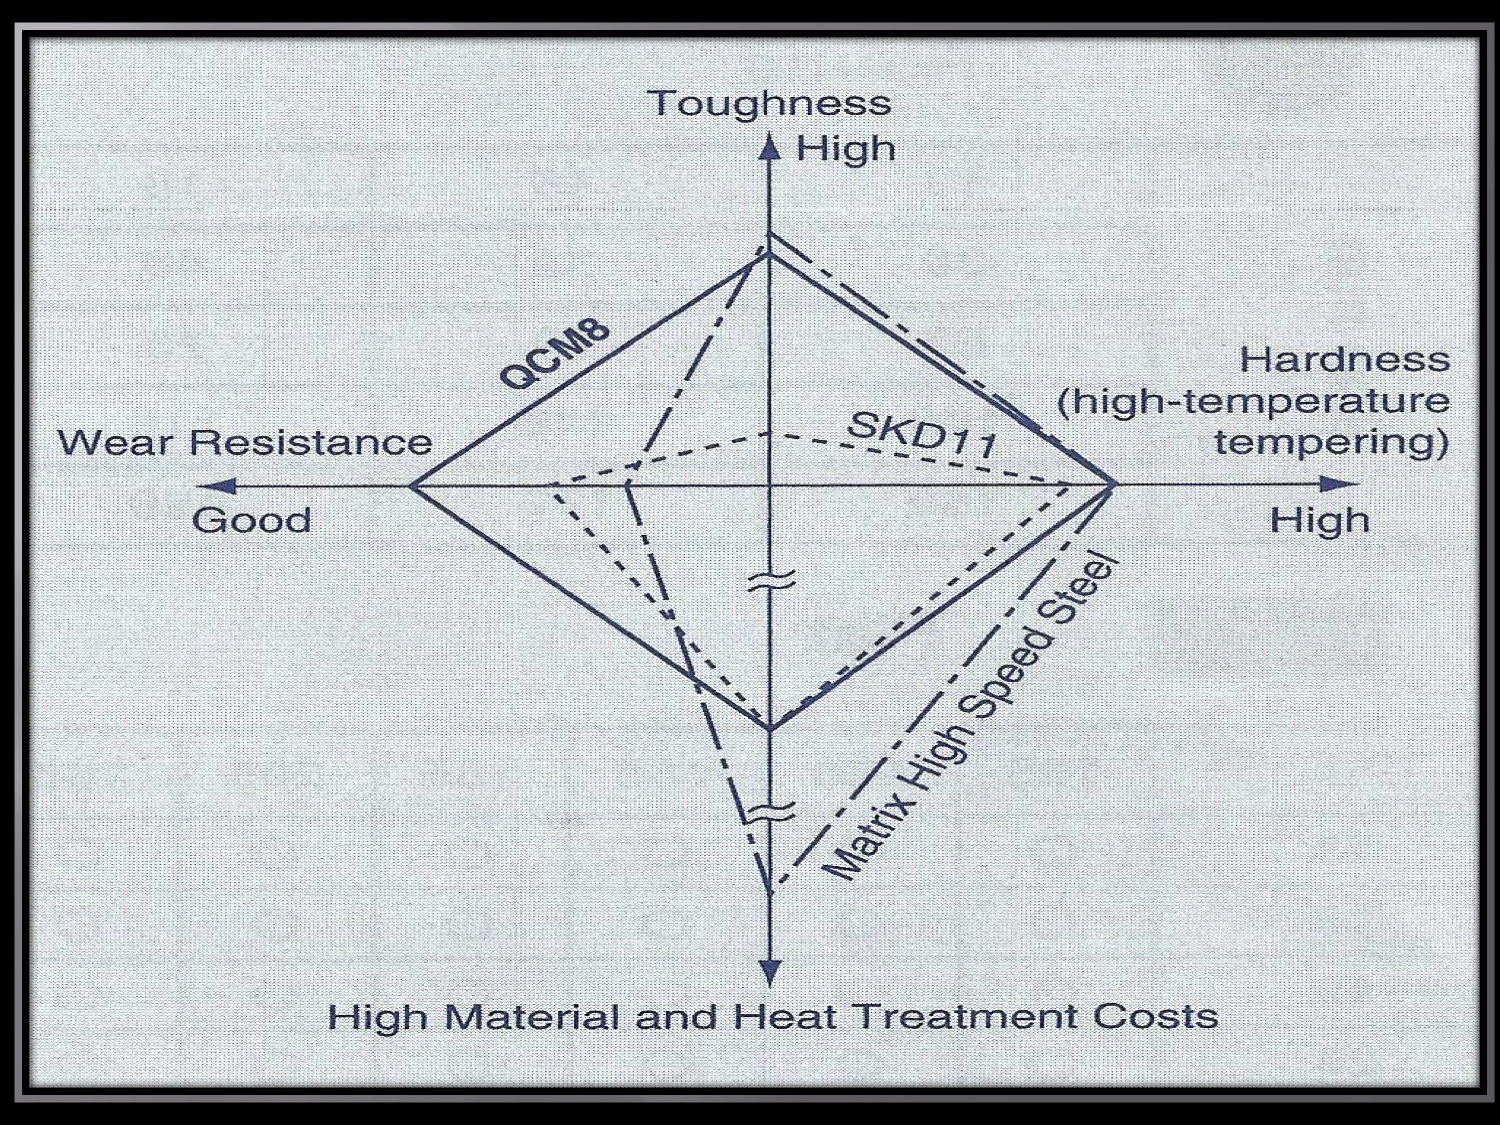 Toughness
High
QCM8
Hardness
(high-temperature
tempering)
SKD11
Wear Resistance
Good
High
Matrix High Speed Steel
High Material and Heat Treatment Costs